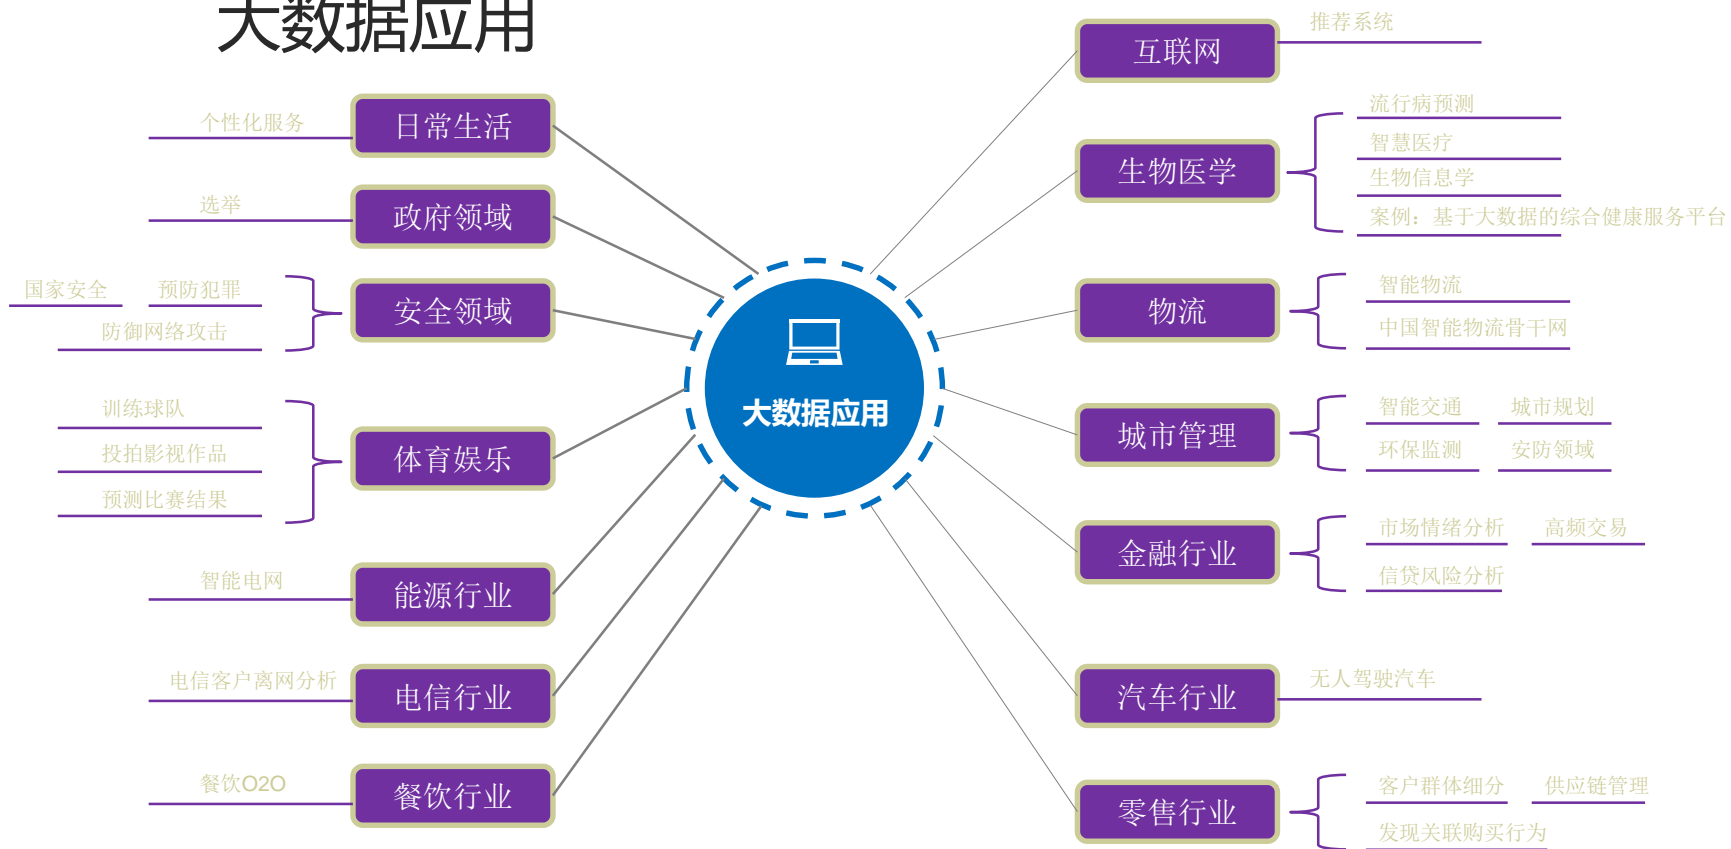 大数据应用
日常生活
个性化服务
政府领域
选举
安全领域
国家安全
预防犯罪
防御网络攻击
体育娱乐
训练球队
投拍影视作品
预测比赛结果
能源行业
智能电网
电信行业
电信客户离网分析
餐饮行业
餐饮O2O
大数据应用
互联网
推荐系统
生物医学
流行病预测
智慧医疗
生物信息学
案例：基于大数据的综合健康服务平台
物流
智能物流
中国智能物流骨干网
城市管理
智能交通
城市规划
环保监测
安防领域
金融行业
市场情绪分析
高频交易
信贷风险分析
汽车行业
无人驾驶汽车
零售行业
客户群体细分
供应链管理
发现关联购买行为